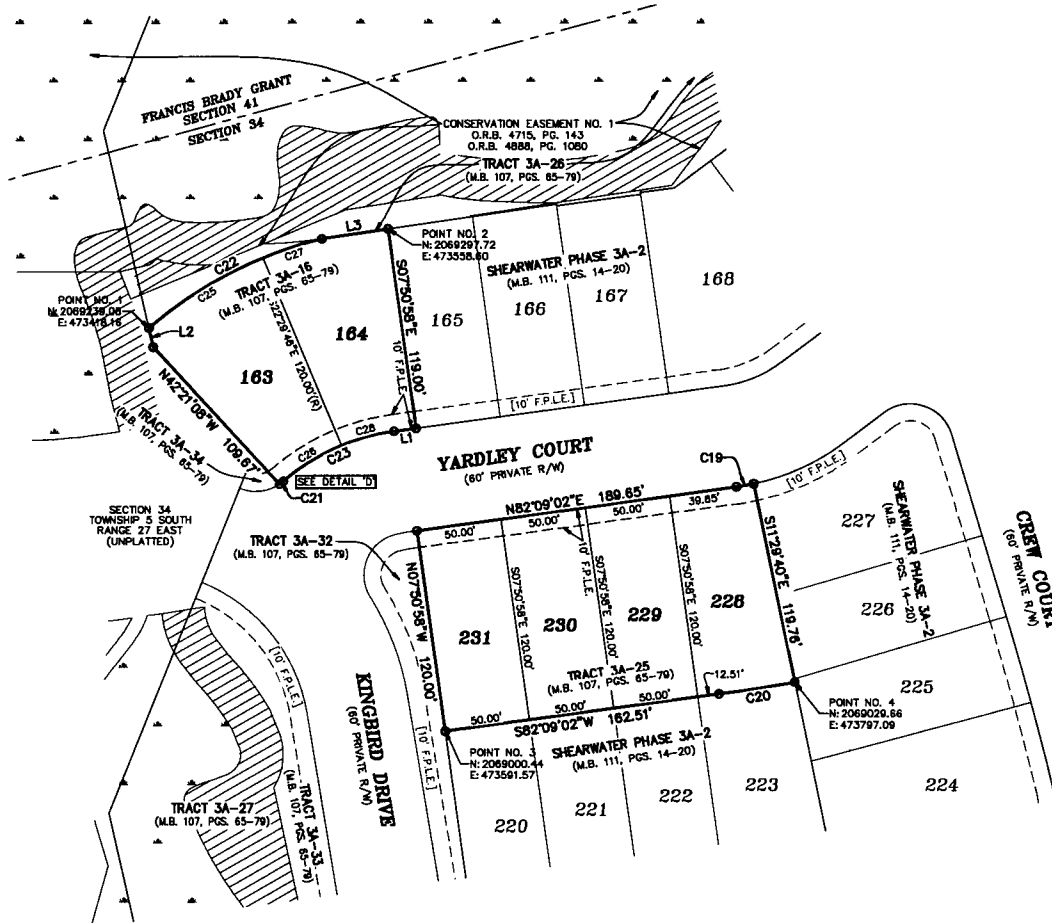 FRANCIS BRADY GRANT
SECTION 41
SECTION 34
CONSERVATION EASEMENT NO. 1
O.R.B. 4715, PG. 143
O.R.B. 4888, PG. 1080
TRACT 3A-26
(M.B. 107, PGS. 65-79)
L3
POINT NO. 2
N: 2069297.72
E: 473558.60
C27
C22
C25
TRACT 3A-16
(M.B. 107, PGS. 65-79)
SHEARWATER PHASE 3A-2
(M.B. 111, PGS. 14-20)
168
167
166
165
164
163
POINT NO. 1
E: 473418.16
L2
S07°50'58"E 119.00'
10' F.P.L.E.
N42°21'08"W 109.67'
TRACT 3A-34
(M.B. 107, PGS. 65-79)
[10' F.P.L.E.]
C28
L1
C26
C23
SEE DETAIL 'D'
C21
YARDLEY COURT
(60' PRIVATE R/W)
C19
[10' F.P.L.E.]
SECTION 34
TOWNSHIP 5 SOUTH
RANGE 27 EAST
(UNPLATTED)
N82°09'02"E 189.65'
50.00'
50.00'
50.00'
39.65'
10' F.P.L.E.
TRACT 3A-32
(M.B. 107, PGS. 65-79)
N07°50'58"W 120.00'
S07°50'58"E 120.00'
S07°50'58"E 120.00'
S07°50'58"E 120.00'
S11°29'40"E 119.76'
231
230
229
228
227
226
225
224
SHEARWATER PHASE 3A-2
(M.B. 111, PGS. 14-20)
CREW COURT
(60' PRIVATE R/W)
TRACT 3A-25
(M.B. 107, PGS. 65-79)
12.51'
C20
50.00'
50.00'
50.00'
S82°09'02"W 162.51'
POINT NO. 4
N: 2069029.66
E: 473797.09
POINT NO. 3
N: 2069000.44
E: 473591.57
SHEARWATER PHASE 3A-2
(M.B. 111, PGS. 14-20)
[10' F.P.L.E.]
KINGBIRD DRIVE
(60' PRIVATE R/W)
[10' F.P.L.E.]
220
221
222
223
TRACT 3A-27
(M.B. 107, PGS. 65-79)
TRACT 3A-33
(M.B. 107, PGS. 65-79)